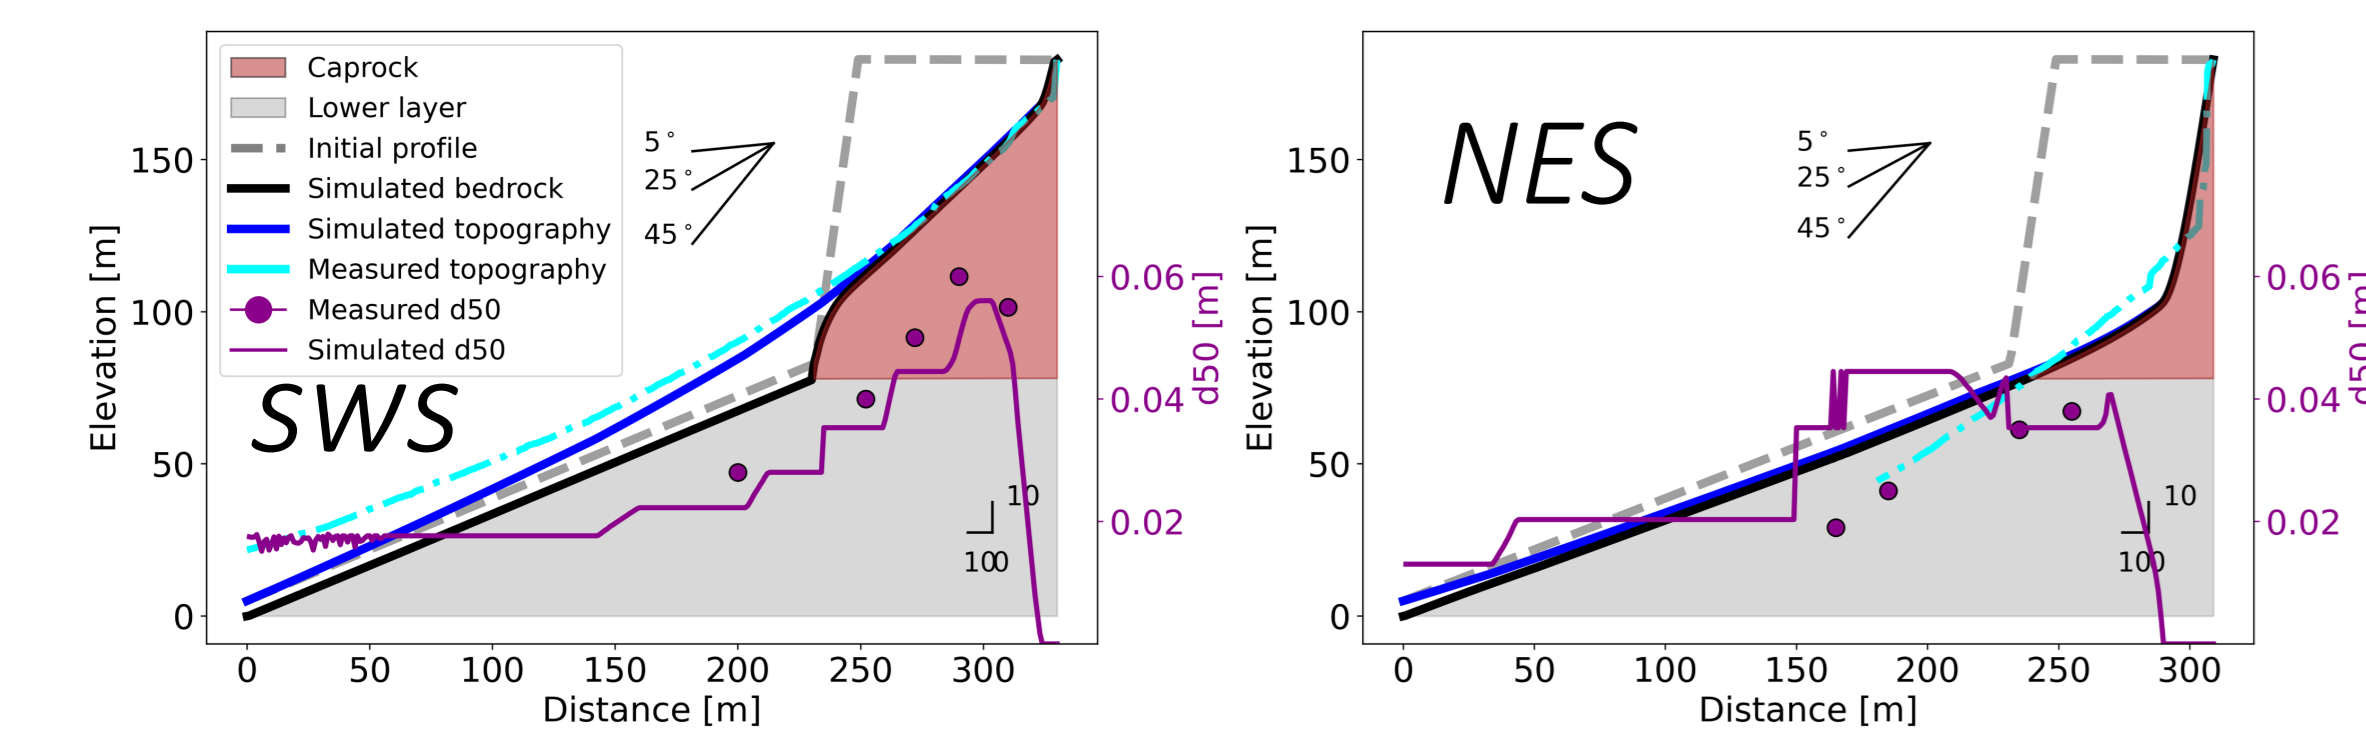 Caprock
Lower layer
Initial profile
Simulated bedrock
Simulated topography
Measured topography
Measured d50
Simulated d50
SWS
5°
25°
45°
10
100
Elevation [m]
150
100
50
0
0 50 100 150 200 250 300
Distance [m]
0.06
0.04
0.02
d50 [m]
NES
5°
25°
45°
10
100
Elevation [m]
150
100
50
0
0 50 100 150 200 250 300
Distance [m]
0.06
0.04
0.02
d50 [m]